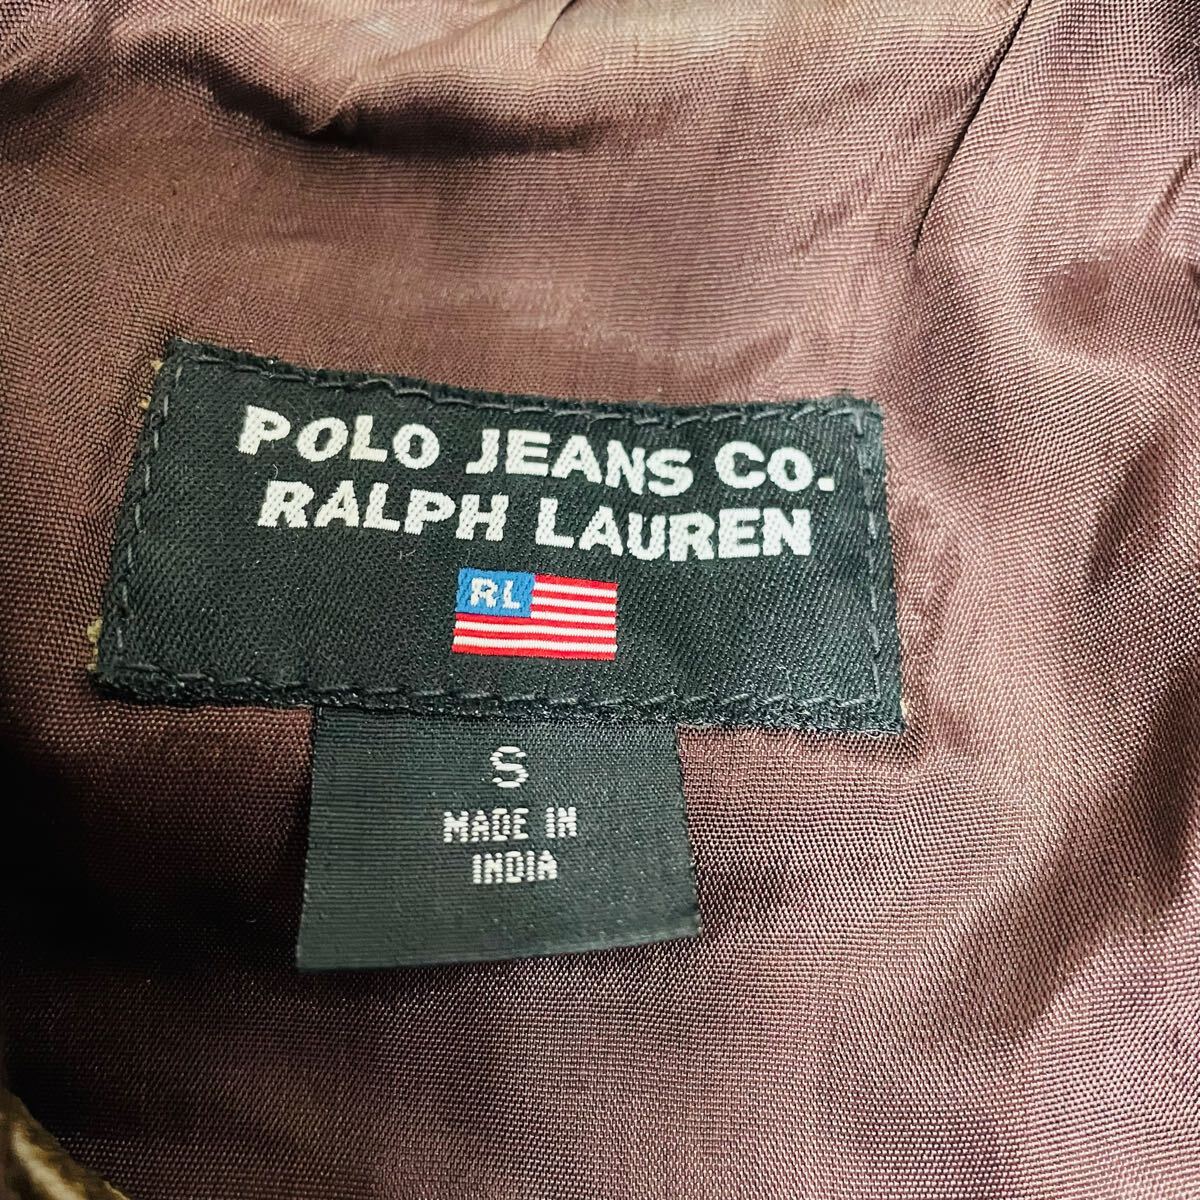 POLO JEANS CO.
RALPH LAUREN
RL
S
MADE IN
INDIA